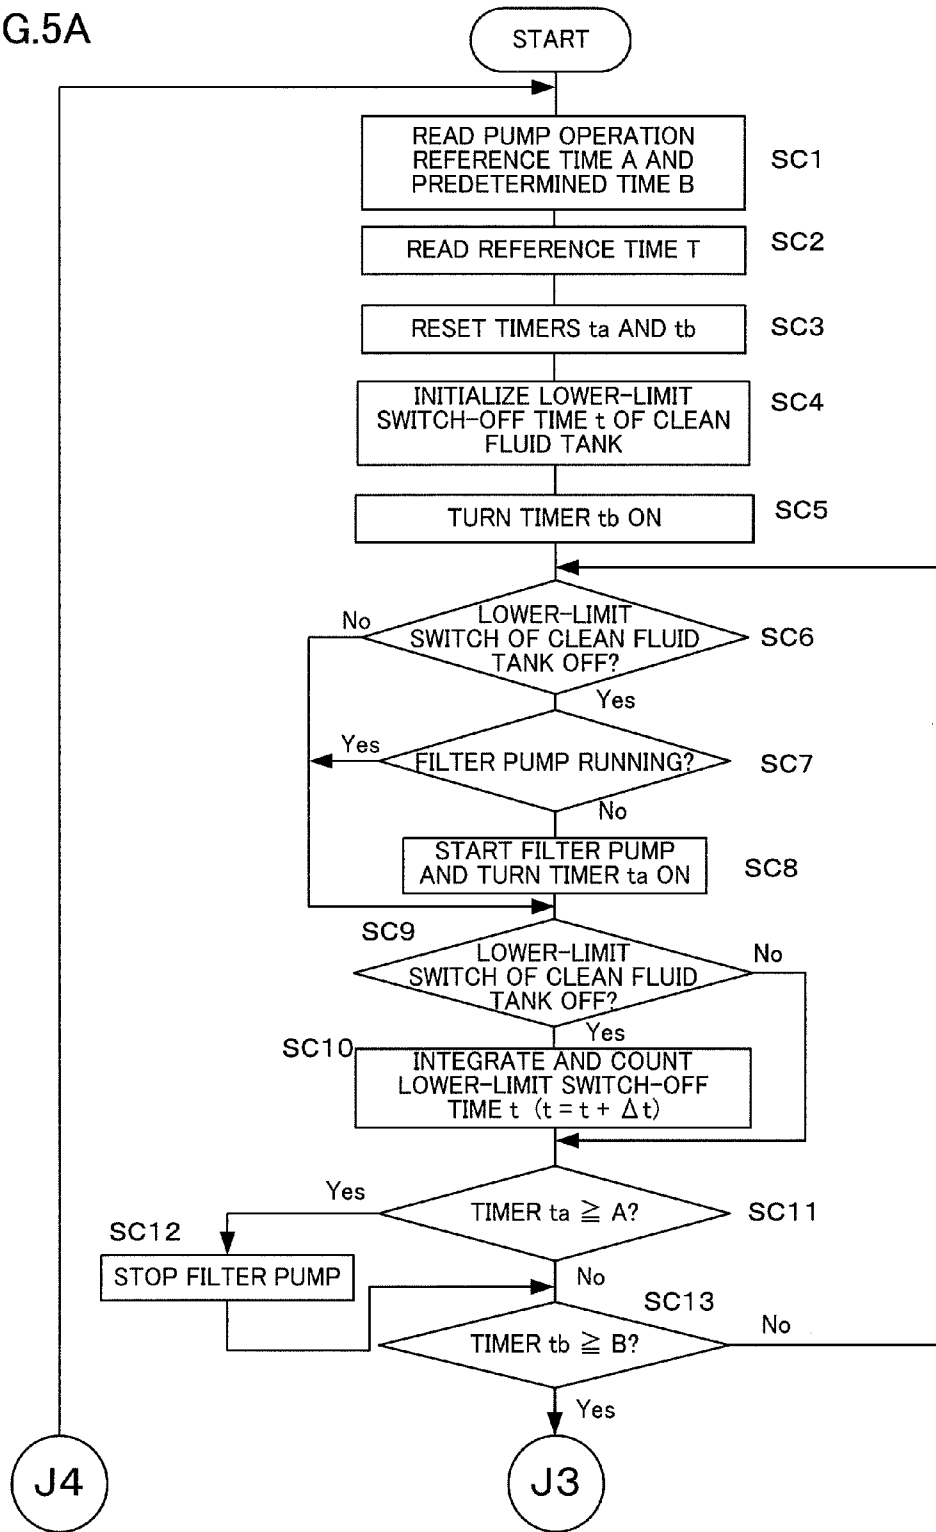 G.5A
START
READ PUMP OPERATION
REFERENCE TIME A AND
PREDETERMINED TIME B
SC1
READ REFERENCE TIME T
SC2
RESET TIMERS ta AND tb
SC3
INITIALIZE LOWER-LIMIT
SWITCH-OFF TIME t OF CLEAN
FLUID TANK
SC4
TURN TIMER tb ON
SC5
LOWER-LIMIT
SWITCH OF CLEAN FLUID
TANK OFF?
No
SC6
Yes
FILTER PUMP RUNNING?
Yes
SC7
No
START FILTER PUMP
AND TURN TIMER ta ON
SC8
SC9
LOWER-LIMIT
SWITCH OF CLEAN FLUID
TANK OFF?
No
Yes
SC10
INTEGRATE AND COUNT
LOWER-LIMIT SWITCH-OFF
TIME t (t = t + Δt)
Yes
TIMER ta ≧ A?
SC11
SC12
STOP FILTER PUMP
No
SC13
TIMER tb ≧ B?
No
Yes
J4
J3